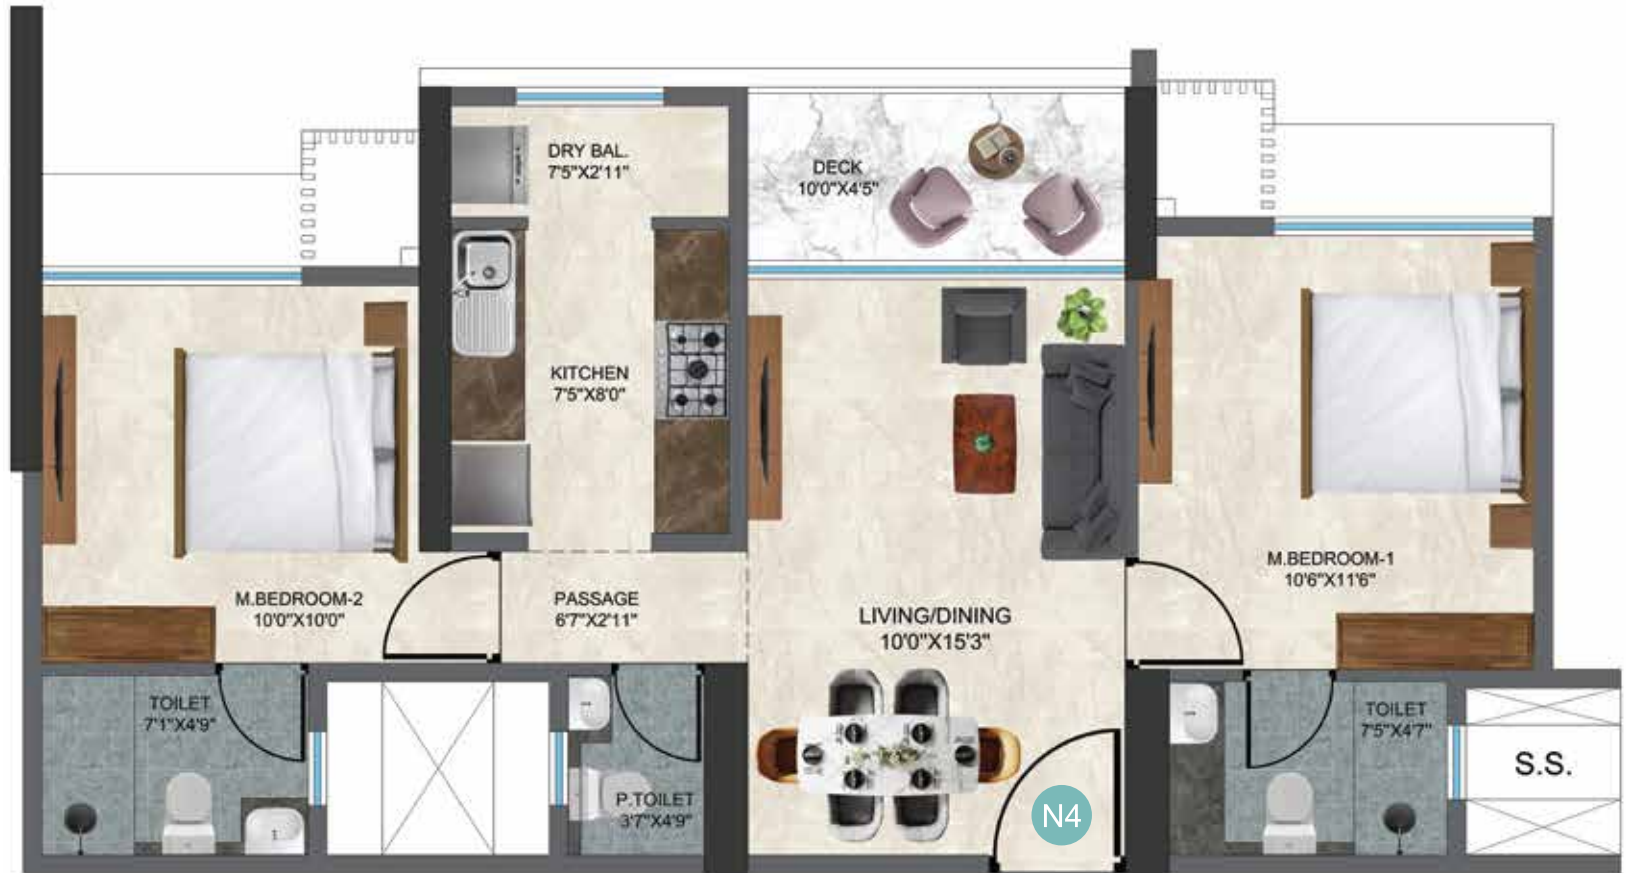 DRY BAL.
7'5"X2'11"
DECK
10'0"X4'5"
KITCHEN
7'5"X8'0"
M.BEDROOM-1
10'6"X11'6"
M.BEDROOM-2
10'0"X10'0"
PASSAGE
6'7"X2'11"
LIVING/DINING
10'0"X15'3"
TOILET
7'1"X4'9"
TOILET
7'5"X4'7"
S.S.
P.TOILET
3'7"X4'9"
N4